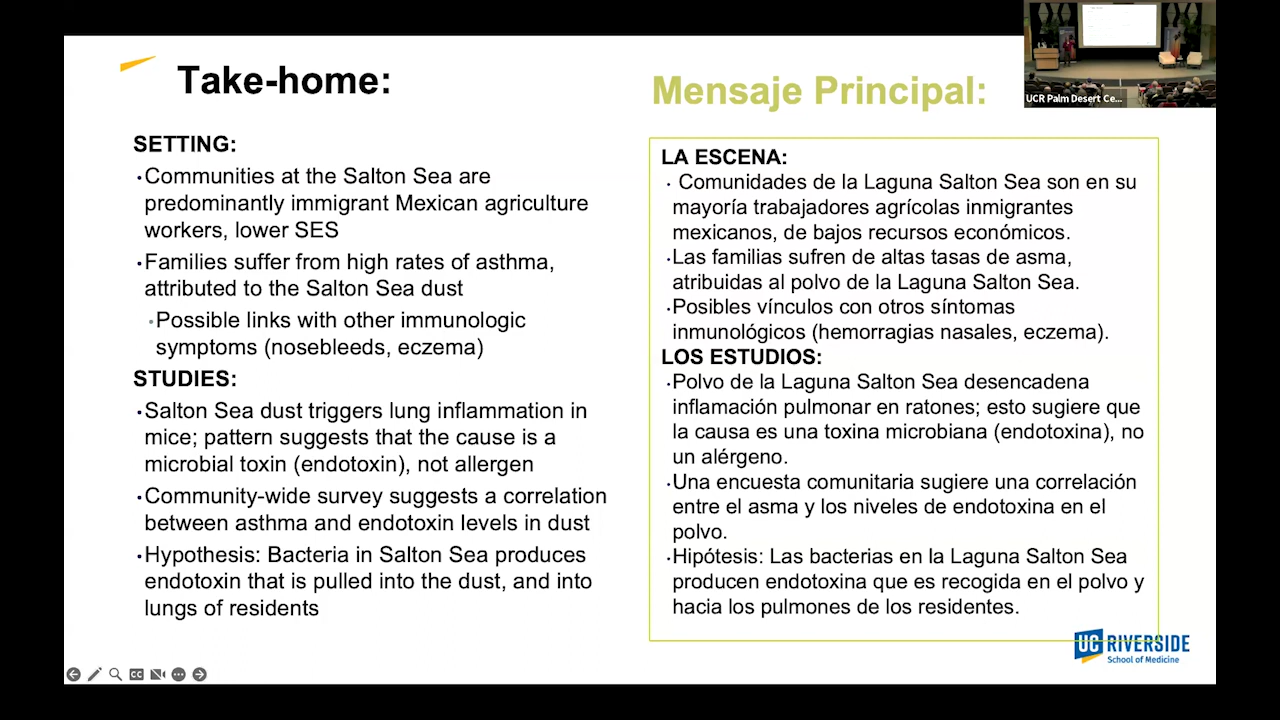 Take-home:
SETTING:
•Communities at the Salton Sea are
predominantly immigrant Mexican agriculture
workers, lower SES
•Families suffer from high rates of asthma,
attributed to the Salton Sea dust
•Possible links with other immunologic
symptoms (nosebleeds, eczema)
STUDIES:
•Salton Sea dust triggers lung inflammation in
mice; pattern suggests that the cause is a
microbial toxin (endotoxin), not allergen
•Community-wide survey suggests a correlation
between asthma and endotoxin levels in dust
•Hypothesis: Bacteria in Salton Sea produces
endotoxin that is pulled into the dust, and into
lungs of residents
Mensaje Principal:
LA ESCENA:
• Comunidades de la Laguna Salton Sea son en su
mayoría trabajadores agrícolas inmigrantes
mexicanos, de bajos recursos económicos.
•Las familias sufren de altas tasas de asma,
atribuidas al polvo de la Laguna Salton Sea.
•Posibles vínculos con otros síntomas
inmunológicos (hemorragias nasales, eczema).
LOS ESTUDIOS:
•Polvo de la Laguna Salton Sea desencadena
inflamación pulmonar en ratones; esto sugiere que
la causa es una toxina microbiana (endotoxina), no
un alérgeno.
•Una encuesta comunitaria sugiere una correlación
entre el asma y los niveles de endotoxina en el
polvo.
•Hipótesis: Las bacterias en la Laguna Salton Sea
producen endotoxina que es recogida en el polvo y
hacia los pulmones de los residentes.
UCR Palm Desert Ce...
UC RIVERSIDE
School of Medicine
CC